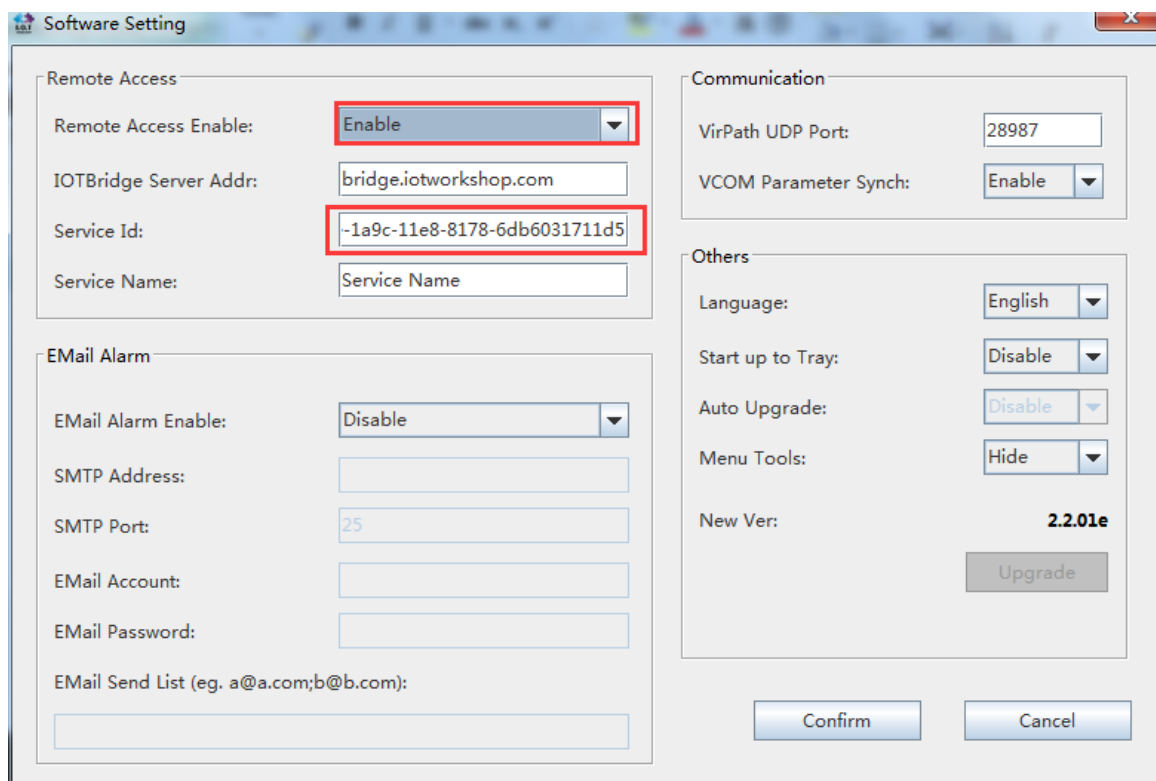 Software Setting
Remote Access
Remote Access Enable: Enable
IOTBridge Server Addr: bridge.iotworkshop.com
Service Id: -1a9c-11e8-8178-6db6031711d5
Service Name: Service Name
EMail Alarm
EMail Alarm Enable: Disable
SMTP Address:
SMTP Port: 25
EMail Account:
EMail Password:
EMail Send List (eg. a@a.com;b@b.com):
Communication
VirPath UDP Port: 28987
VCOM Parameter Synch: Enable
Others
Language: English
Start up to Tray: Disable
Auto Upgrade: Disable
Menu Tools: Hide
New Ver: 2.2.01e
Upgrade
Confirm Cancel